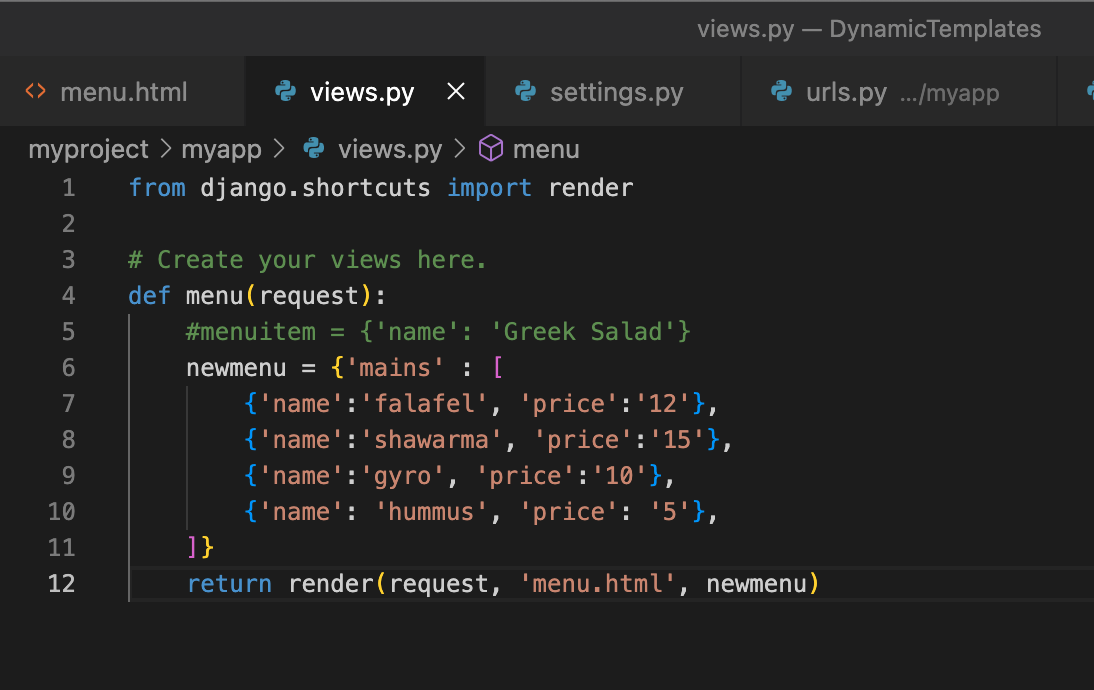 views.py — DynamicTemplates
<> menu.html views.py × settings.py urls.py .../myapp
myproject > myapp > views.py > menu
1 from django.shortcuts import render
2
3 # Create your views here.
4 def menu(request):
5     #menuitem = {'name': 'Greek Salad'}
6     newmenu = {'mains' : [
7         {'name':'falafel', 'price':'12'},
8         {'name':'shawarma', 'price':'15'},
9         {'name':'gyro', 'price':'10'},
10         {'name': 'hummus', 'price': '5'},
11     ]}
12     return render(request, 'menu.html', newmenu)